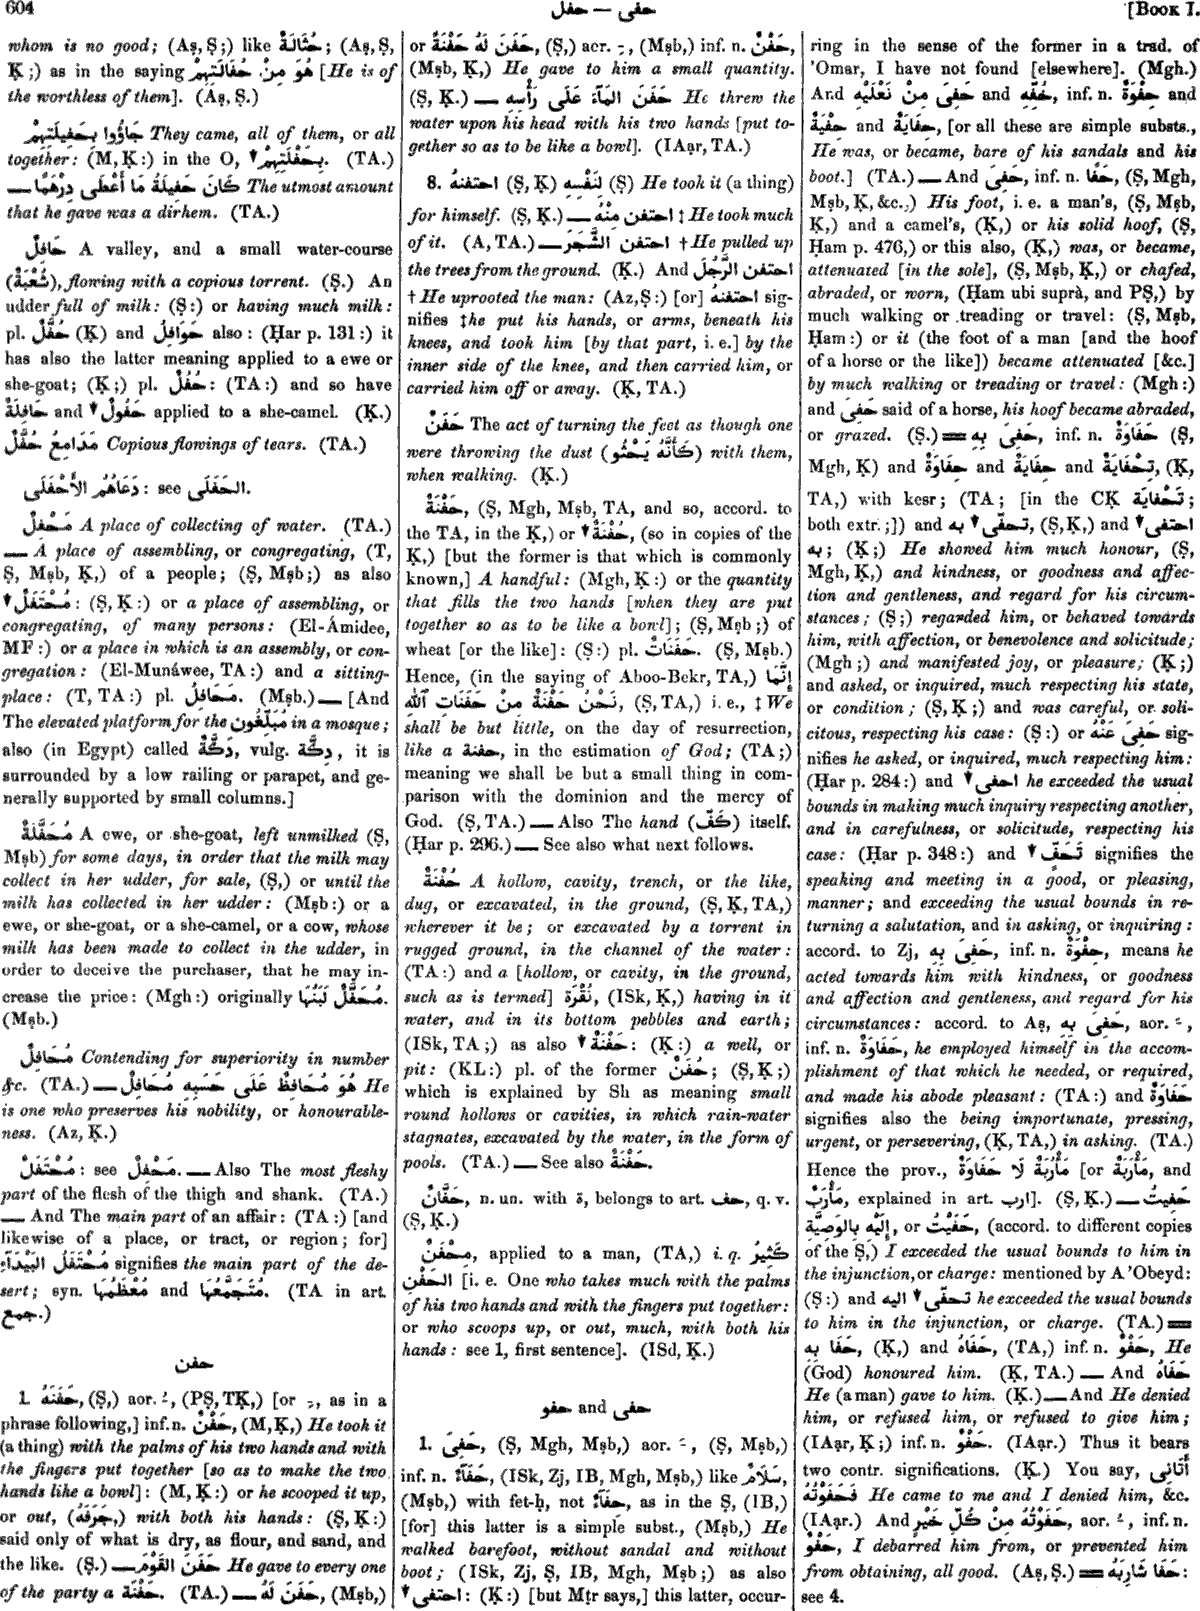 604
حفى — حفل
[BOOK I.
whom is no good; (Aṣ, Ṣ;) like حُثَالَةٌ; (Aṣ, Ṣ,
Ḳ;) as in the saying هُوَ مِنْ حُفَالَتِهِمْ [He is of
the worthless of them]. (Aṣ, Ṣ.)
جَاؤُوا بِحَفِيلَتِهِمْ They came, all of them, or all
together: (M, Ḳ:) in the O, بِحَفْلَتِهِمْ. (TA.)
— كَانَ حَفِيلَةُ مَا أَعْطَى دِرْهَمًا The utmost amount
that he gave was a dirhem. (TA.)
حَافِلٌ A valley, and a small water-course
(شُعْبَةٌ), flowing with a copious torrent. (Ṣ.) An
udder full of milk: (Ṣ:) or having much milk:
pl. حُفَّلٌ (Ḳ) and حَوَافِلُ also: (Ḥar p. 131:) it
has also the latter meaning applied to a ewe or
she-goat; (Ḳ;) pl. حُفَّلٌ: (TA:) and so have
حَافِلَةٌ and حَفُولٌ applied to a she-camel. (Ḳ.)
مَدَامِعُ حُفَّلٌ Copious flowings of tears. (TA.)
دَعَاهُمُ الأَحْفَلَى: see الحَفَلَى.
مَحْفِلٌ A place of collecting of water. (TA.)
— A place of assembling, or congregating, (T,
Ṣ, Mṣb, Ḳ,) of a people; (Ṣ, Mṣb;) as also
مُحْتَفَلٌ: (Ṣ, Ḳ:) or a place of assembling, or
congregating, of many persons: (El-Ámidee,
MF:) or a place in which is an assembly, or con-
gregation: (El-Munáwee, TA:) and a sitting-
place: (T, TA:) pl. مَحَافِلُ. (Mṣb.) — [And
The elevated platform for the مُبَلِّغُون in a mosque;
also (in Egypt) called دَكَّة, vulg. دِكَّة, it is
surrounded by a low railing or parapet, and ge-
nerally supported by small columns.]
مُحَفَّلَةٌ A ewe, or she-goat, left unmilked (Ṣ,
Mṣb) for some days, in order that the milk may
collect in her udder, for sale, (Ṣ,) or until the
milk has collected in her udder: (Mṣb:) or a
ewe, or she-goat, or a she-camel, or a cow, whose
milk has been made to collect in the udder, in
order to deceive the purchaser, that he may in-
crease the price: (Mgh:) originally مُحَفَّلٌ لَبَنُهَا.
(Mṣb.)
مُحَافِلٌ Contending for superiority in number
&c. (TA.) — هُوَ مُحَافِظٌ عَلَى حَسَبِهِ مُحَافِلٌ He
is one who preserves his nobility, or honourable-
ness. (Az, Ḳ.)
مُحْتَفَلٌ: see مَحْفِلٌ. — Also The most fleshy
part of the flesh of the thigh and shank. (TA.)
— And The main part of an affair: (TA:) [and
likewise of a place, or tract, or region; for]
مُحْتَفَلُ البَيْدَآءِ signifies the main part of the de-
sert; syn. مُعْظَمُهَا and مُتَجَمَّعُهَا. (TA in art.
جمع.)
حفن
1. حَفَنَهُ, (Ṣ,) aor. ـُ, (PṢ, TḲ,) [or ـِ, as in a
phrase following,] inf. n. حَفْنٌ, (M, Ḳ,) He took it
(a thing) with the palms of his two hands and with
the fingers put together [so as to make the two
hands like a bowl]: (M, Ḳ:) or he scooped it up,
or out, (جَرَفَهُ,) with both his hands: (Ṣ, Ḳ:)
said only of what is dry, as flour, and sand, and
the like. (Ṣ.) — حَفَنَ القَوْمَ He gave to every one
of the party a حَفْنَة. (TA.) — حَفَنَ لَهُ, (Mṣb,)
or حَفَنَ لَهُ حَفْنَةً, (Ṣ,) aor. ـِ, (Mṣb,) inf. n. حَفْنٌ,
(Mṣb, Ḳ,) He gave to him a small quantity.
(Ṣ, Ḳ.) — حَفَنَ المَآءَ عَلَى رَأْسِهِ He threw the
water upon his head with his two hands [put to-
gether so as to be like a bowl]. (IAạr, TA.)
8. احتفنهُ (Ṣ, Ḳ) لِنَفْسِهِ (Ṣ) He took it (a thing)
for himself. (Ṣ, Ḳ.) — احتفن مِنْهُ ‡ He took much
of it. (A, TA.) — احتفن الشَّجَرَ † He pulled up
the trees from the ground. (Ḳ.) And احتفن الرَّجُلَ
† He uprooted the man: (Az, Ṣ:) [or] احتفنهُ sig-
nifies ‡ he put his hands, or arms, beneath his
knees, and took him [by that part, i. e.] by the
inner side of the knee, and then carried him, or
carried him off or away. (Ḳ, TA.)
حَفَنٌ The act of turning the feet as though one
were throwing the dust (كَأَنَّهُ يَحْثُو) with them,
when walking. (Ḳ.)
حَفْنَةٌ, (Ṣ, Mgh, Mṣb, TA, and so, accord. to
the TA, in the Ḳ,) or حُفْنَةٌ, (so in copies of the
Ḳ,) [but the former is that which is commonly
known,] A handful: (Mgh, Ḳ:) or the quantity
that fills the two hands [when they are put
together so as to be like a bowl]; (Ṣ, Mṣb;) of
wheat [or the like]: (Ṣ:) pl. حَفَنَاتٌ. (Ṣ, Mṣb.)
Hence, (in the saying of Aboo-Bekr, TA,) إِنَّمَا
نَحْنُ حَفْنَةٌ مِنْ حَفَنَاتِ ٱللّٰهِ, (Ṣ, TA,) i. e., ‡ We
shall be but little, on the day of resurrection,
like a حفنة, in the estimation of God; (TA;)
meaning we shall be but a small thing in com-
parison with the dominion and the mercy of
God. (Ṣ, TA.) — Also The hand (كَفّ) itself.
(Ḥar p. 296.) — See also what next follows.
حُفْنَةٌ A hollow, cavity, trench, or the like,
dug, or excavated, in the ground, (Ṣ, Ḳ, TA,)
wherever it be; or excavated by a torrent in
rugged ground, in the channel of the water:
(TA:) and a [hollow, or cavity, in the ground,
such as is termed] نُقْرَة, (ISk, Ḳ,) having in it
water, and in its bottom pebbles and earth;
(ISk, TA;) as also حَفْنَةٌ: (Ḳ:) a well, or
pit: (KL:) pl. of the former حُفَنٌ; (Ṣ, Ḳ;)
which is explained by Sh as meaning small
round hollows or cavities, in which rain-water
stagnates, excavated by the water, in the form of
pools. (TA.) — See also حَفْنَةٌ.
حَفَّانٌ, n. un. with ة, belongs to art. حف, q. v.
(Ṣ, Ḳ.)
مِحْفَنٌ, applied to a man, (TA,) i. q. كَثِيرُ
الحَفْنِ [i. e. One who takes much with the palms
of his two hands and with the fingers put together:
or who scoops up, or out, much, with both his
hands: see 1, first sentence]. (ISd, Ḳ.)
حفو and حفى
1. حَفِىَ, (Ṣ, Mgh, Mṣb,) aor. ـَ, (Ṣ, Mṣb,)
inf. n. حَفَآءٌ, (ISk, Zj, IB, Mgh, Mṣb,) like سَلَامٌ,
(Mṣb,) with fet-ḥ, not حِفَآءٌ, as in the Ṣ, (IB,)
[for] this latter is a simple subst., (Mṣb,) He
walked barefoot, without sandal and without
boot; (ISk, Zj, Ṣ, IB, Mgh, Mṣb;) as also
احتفى: (Ḳ:) [but Mṭr says,] this latter, occur-
ring in the sense of the former in a trad. of
'Omar, I have not found [elsewhere]. (Mgh.)
And حَفِىَ مِنْ نَعْلَيْهِ and خُفِّهِ, inf. n. حِفْوَةٌ and
حِفْيَةٌ and حِفَايَةٌ, [or all these are simple substs.,
He was, or became, bare of his sandals and his
boot.] (TA.) — And حَفِىَ, inf. n. حَفًا, (Ṣ, Mgh,
Mṣb, Ḳ, &c.,) His foot, i. e. a man's, (Ṣ, Mṣb,
Ḳ,) and a camel's, (Ḳ,) or his solid hoof, (Ṣ,
Ḥam p. 476,) or this also, (Ḳ,) was, or became,
attenuated [in the sole], (Ṣ, Mṣb, Ḳ,) or chafed,
abraded, or worn, (Ḥam ubi suprà, and PṢ,) by
much walking or treading or travel: (Ṣ, Mṣb,
Ḥam:) or it (the foot of a man [and the hoof
of a horse or the like]) became attenuated [&c.]
by much walking or treading or travel: (Mgh:)
and حَفِىَ said of a horse, his hoof became abraded,
or grazed. (Ṣ.) = حَفِىَ بِهِ, inf. n. حَفَاوَةٌ (Ṣ,
Mgh, Ḳ) and حِفَاوَةٌ and حِفَايَةٌ and تِحْفَايَةٌ, (Ḳ,
TA,) with kesr; (TA; [in the CḲ تَحْفَايَة;
both extr.;]) and تحفّى به, (Ṣ, Ḳ,) and احتفى
به; (Ḳ;) He showed him much honour, (Ṣ,
Mgh, Ḳ,) and kindness, or goodness and affec-
tion and gentleness, and regard for his circum-
stances; (Ṣ;) regarded him, or behaved towards
him, with affection, or benevolence and solicitude;
(Mgh;) and manifested joy, or pleasure; (Ḳ;)
and asked, or inquired, much respecting his state,
or condition; (Ṣ, Ḳ;) and was careful, or soli-
citous, respecting his case: (Ṣ:) or حَفِىَ عَنْهُ sig-
nifies he asked, or inquired, much respecting him:
(Ḥar p. 284:) and احفى he exceeded the usual
bounds in making much inquiry respecting another,
and in carefulness, or solicitude, respecting his
case: (Ḥar p. 348:) and تَحَفٍّ signifies the
speaking and meeting in a good, or pleasing,
manner; and exceeding the usual bounds in re-
turning a salutation, and in asking, or inquiring:
accord. to Zj, حَفِىَ بِهِ, inf. n. حِفْوَةٌ, means he
acted towards him with kindness, or goodness
and affection and gentleness, and regard for his
circumstances: accord. to Aṣ, حَفِىَ بِهِ, aor. ـَ,
inf. n. حَفَاوَةٌ, he employed himself in the accom-
plishment of that which he needed, or required,
and made his abode pleasant: (TA:) and حَفَاوَةٌ
signifies also the being importunate, pressing,
urgent, or persevering, (Ḳ, TA,) in asking. (TA.)
Hence the prov., مَأْرُبَةٌ لَا حَفَاوَةٌ [or مَأْرَبَةٌ, and
مَأْرَبٌ, explained in art. ارب]. (Ṣ, Ḳ.) — حَفِيتُ
إِلَيْهِ بِالوَصِيَّةِ, or حَفَيْتُ, (accord. to different copies
of the Ṣ,) I exceeded the usual bounds to him in
the injunction, or charge: mentioned by A'Obeyd:
(Ṣ:) and تحفّى اليه he exceeded the usual bounds
to him in the injunction, or charge. (TA.) =
حَفَا بِهِ, (Ḳ,) and حَفَاهُ, (TA,) inf. n. حَفْوٌ, He
(God) honoured him. (Ḳ, TA.) — And حَفَاهُ
He (a man) gave to him. (Ḳ.) — And He denied
him, or refused him, or refused to give him;
(IAạr, Ḳ;) inf. n. حَفْوٌ. (IAạr.) Thus it bears
two contr. significations. (Ḳ.) You say, أَتَانِى
فَحَفَوْتُهُ He came to me and I denied him, &c.
(IAạr.) And حَفَوْتُهُ مِنْ كُلِّ خَيْرٍ, aor. ـُ, inf. n.
حَفْوٌ, I debarred him from, or prevented him
from obtaining, all good. (Aṣ, Ṣ.) = حَفَا شَارِبَهُ:
see 4.